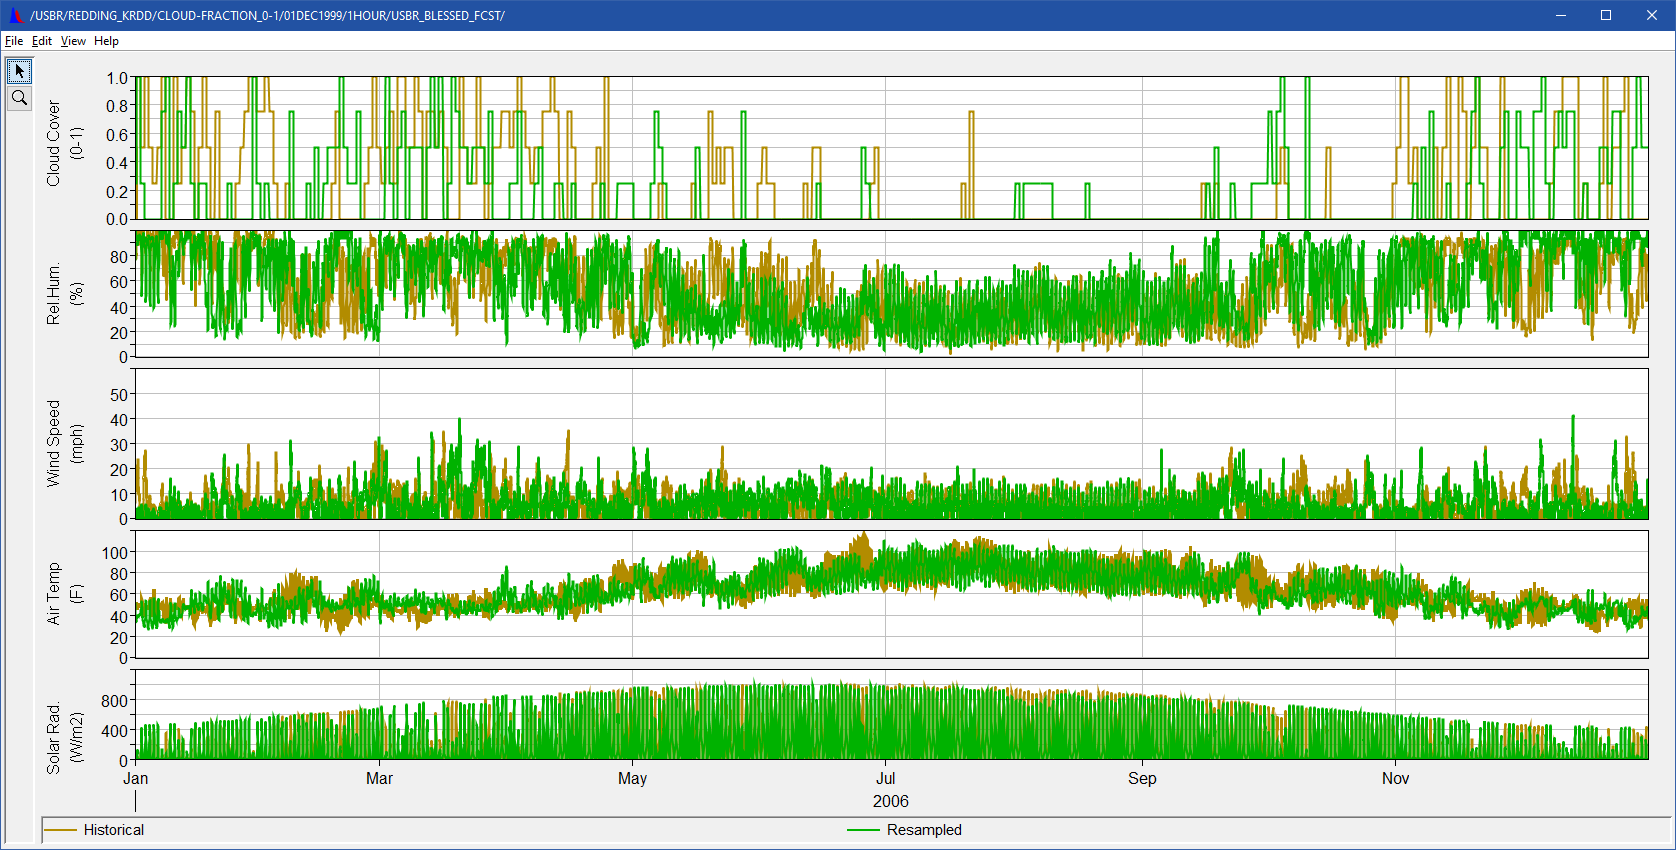 /USBR/REDDING_KRDD/CLOUD-FRACTION_0-1/01DEC1999/1HOUR/USBR_BLESSED_FCST/
File Edit View Help
Cloud Cover
(0-1)
1.0
0.8
0.6
0.4
0.2
0.0
Rel.Hum.
(%)
80
60
40
20
0
Wind Speed
(mph)
50
40
30
20
10
0
Air Temp
(F)
100
80
60
40
20
0
Solar Rad.
(W/m2)
800
400
0
Jan Mar May Jul Sep Nov
2006
Historical Resampled